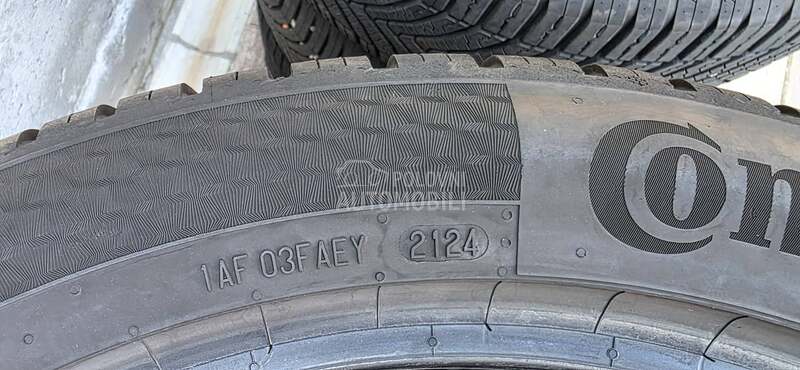 POLOVNI
AUTOMOBILI
1AF 03FAEY 2124
Con